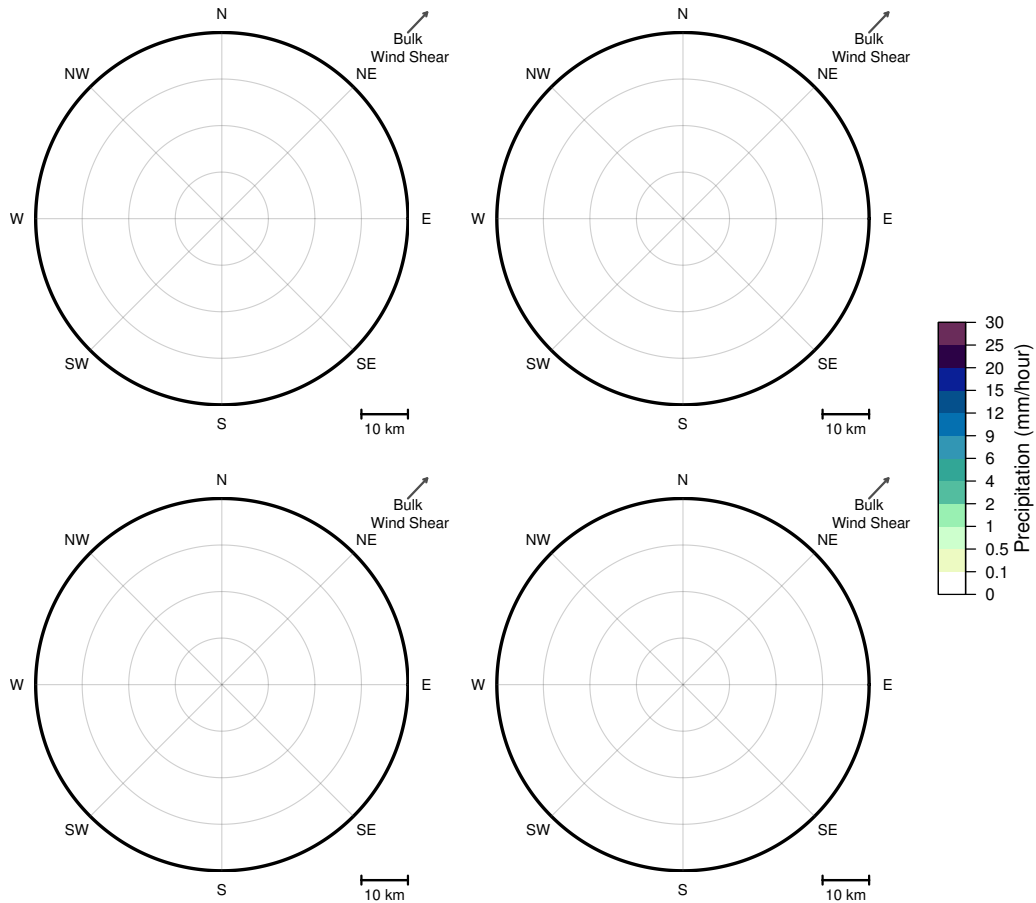 N
Bulk
Wind Shear
NW
NE
W
E
SW
SE
S
10 km
N
Bulk
Wind Shear
NW
NE
W
E
SW
SE
S
10 km
N
Bulk
Wind Shear
NW
NE
W
E
SW
SE
S
10 km
N
Bulk
Wind Shear
NW
NE
W
E
SW
SE
S
10 km
30
25
20
15
12
9
6
4
2
1
0.5
0.1
0
Precipitation (mm/hour)